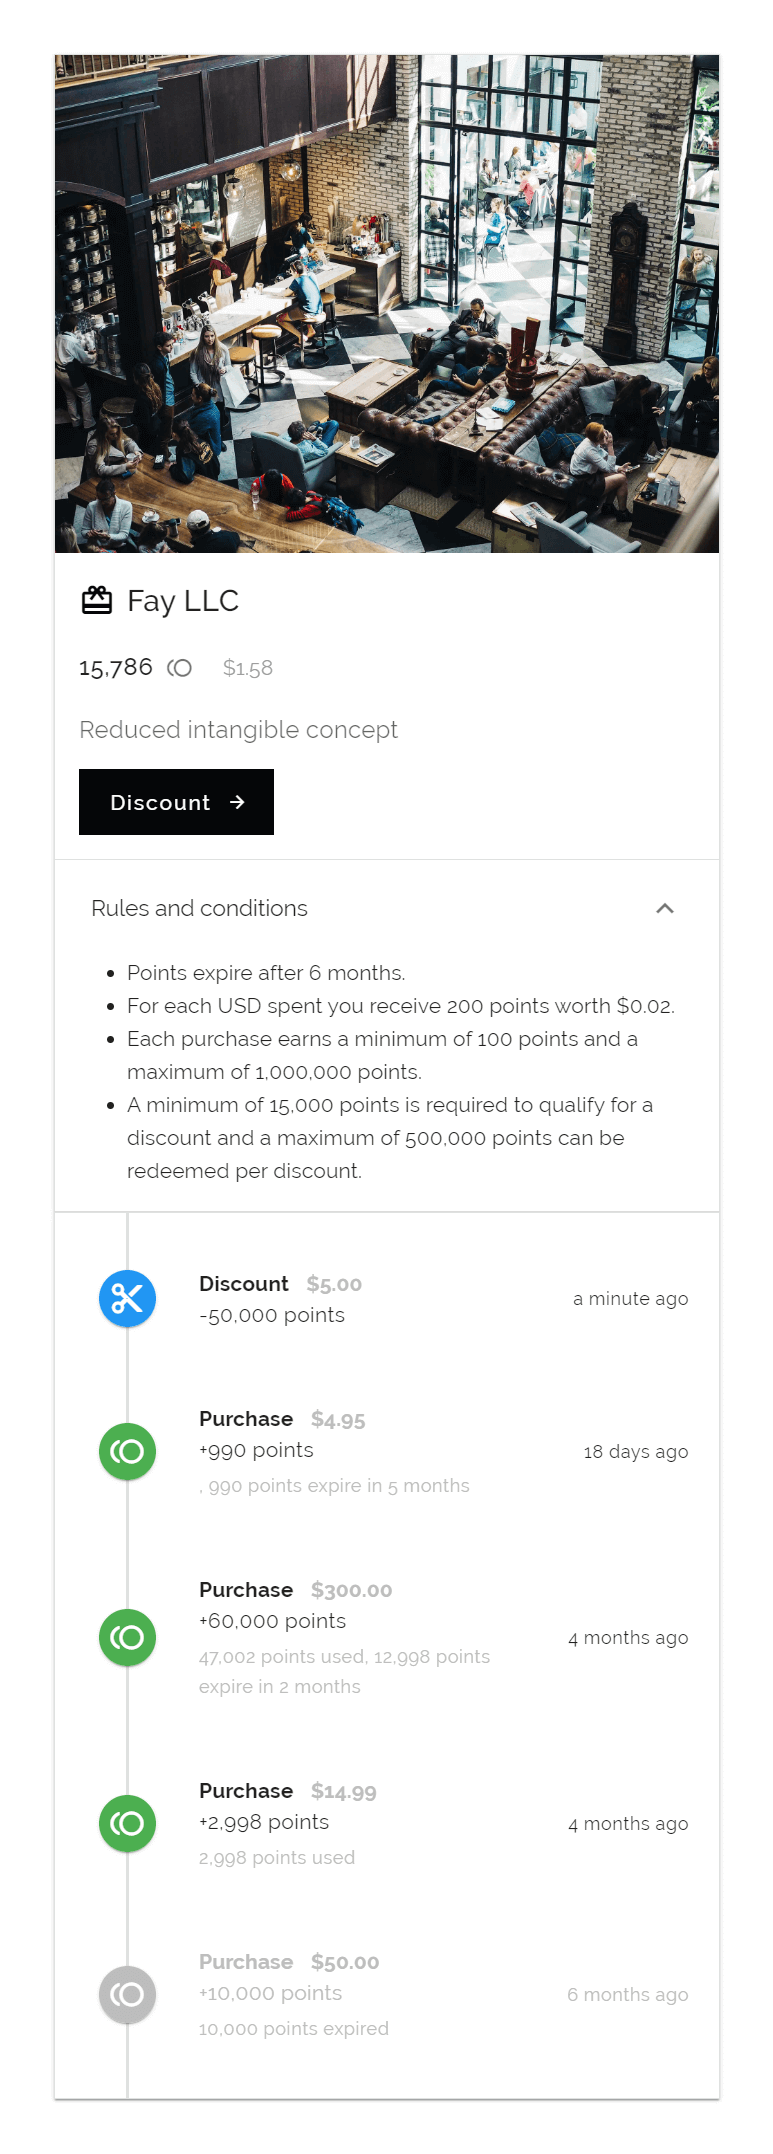 Fay LLC
15,786 $1.58
Reduced intangible concept
Discount →
Rules and conditions
• Points expire after 6 months.
• For each USD spent you receive 200 points worth $0.02.
• Each purchase earns a minimum of 100 points and a
maximum of 1,000,000 points.
• A minimum of 15,000 points is required to qualify for a
discount and a maximum of 500,000 points can be
redeemed per discount.
Discount $5.00
-50,000 points
a minute ago
Purchase $4.95
+990 points
18 days ago
, 990 points expire in 5 months
Purchase $300.00
+60,000 points
4 months ago
47,002 points used, 12,998 points
expire in 2 months
Purchase $14.99
+2,998 points
4 months ago
2,998 points used
Purchase $50.00
+10,000 points
6 months ago
10,000 points expired